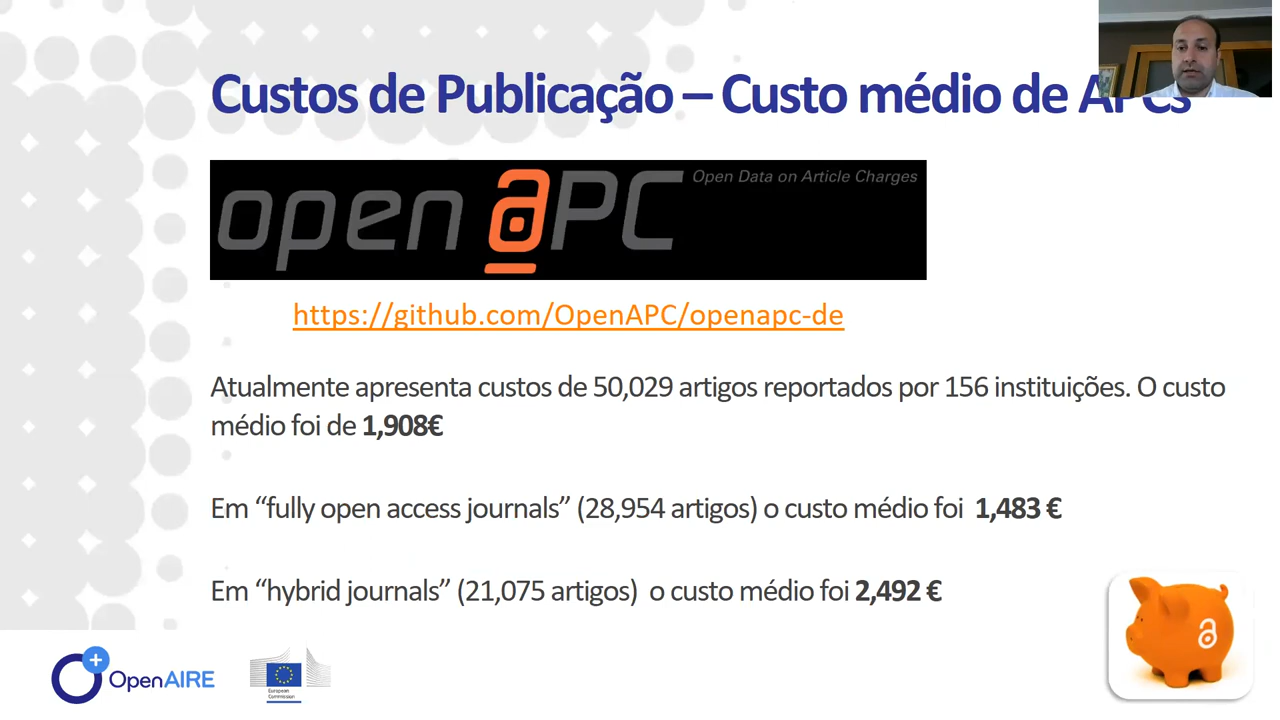 Custos de Publicação – Custo médio de APCs
open aPC
Open Data on Article Charges
https://github.com/OpenAPC/openapc-de
Atualmente apresenta custos de 50,029 artigos reportados por 156 instituições. O custo
médio foi de 1,908€
Em “fully open access journals” (28,954 artigos) o custo médio foi 1,483 €
Em “hybrid journals” (21,075 artigos) o custo médio foi 2,492 €
OpenAIRE
European
Commission